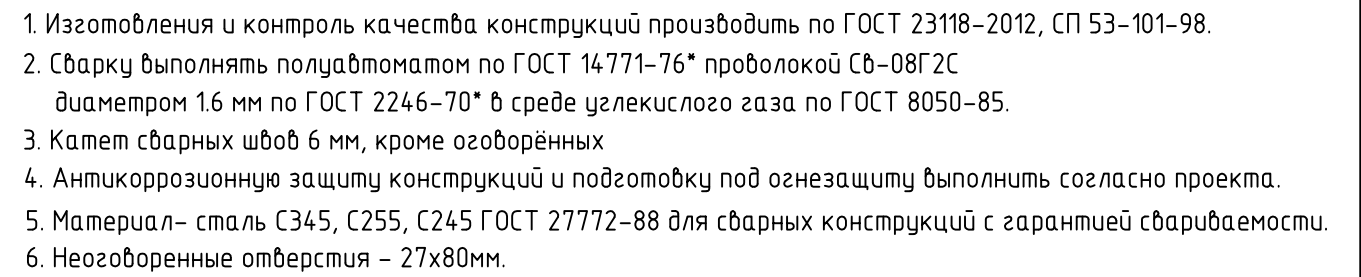 1. Изготовления и контроль качества конструкций производить по ГОСТ 23118-2012, СП 53-101-98.
2. Сварку выполнять полуавтоматом по ГОСТ 14771-76* проволокой Св-08Г2С
диаметром 1.6 мм по ГОСТ 2246-70* в среде углекислого газа по ГОСТ 8050-85.
3. Катет сварных швов 6 мм, кроме оговорённых
4. Антикоррозионную защиту конструкций и подготовку под огнезащиту выполнить согласно проекта.
5. Материал- сталь С345, С255, С245 ГОСТ 27772-88 для сварных конструкций с гарантией свариваемости.
6. Неоговоренные отверстия - 27х80мм.